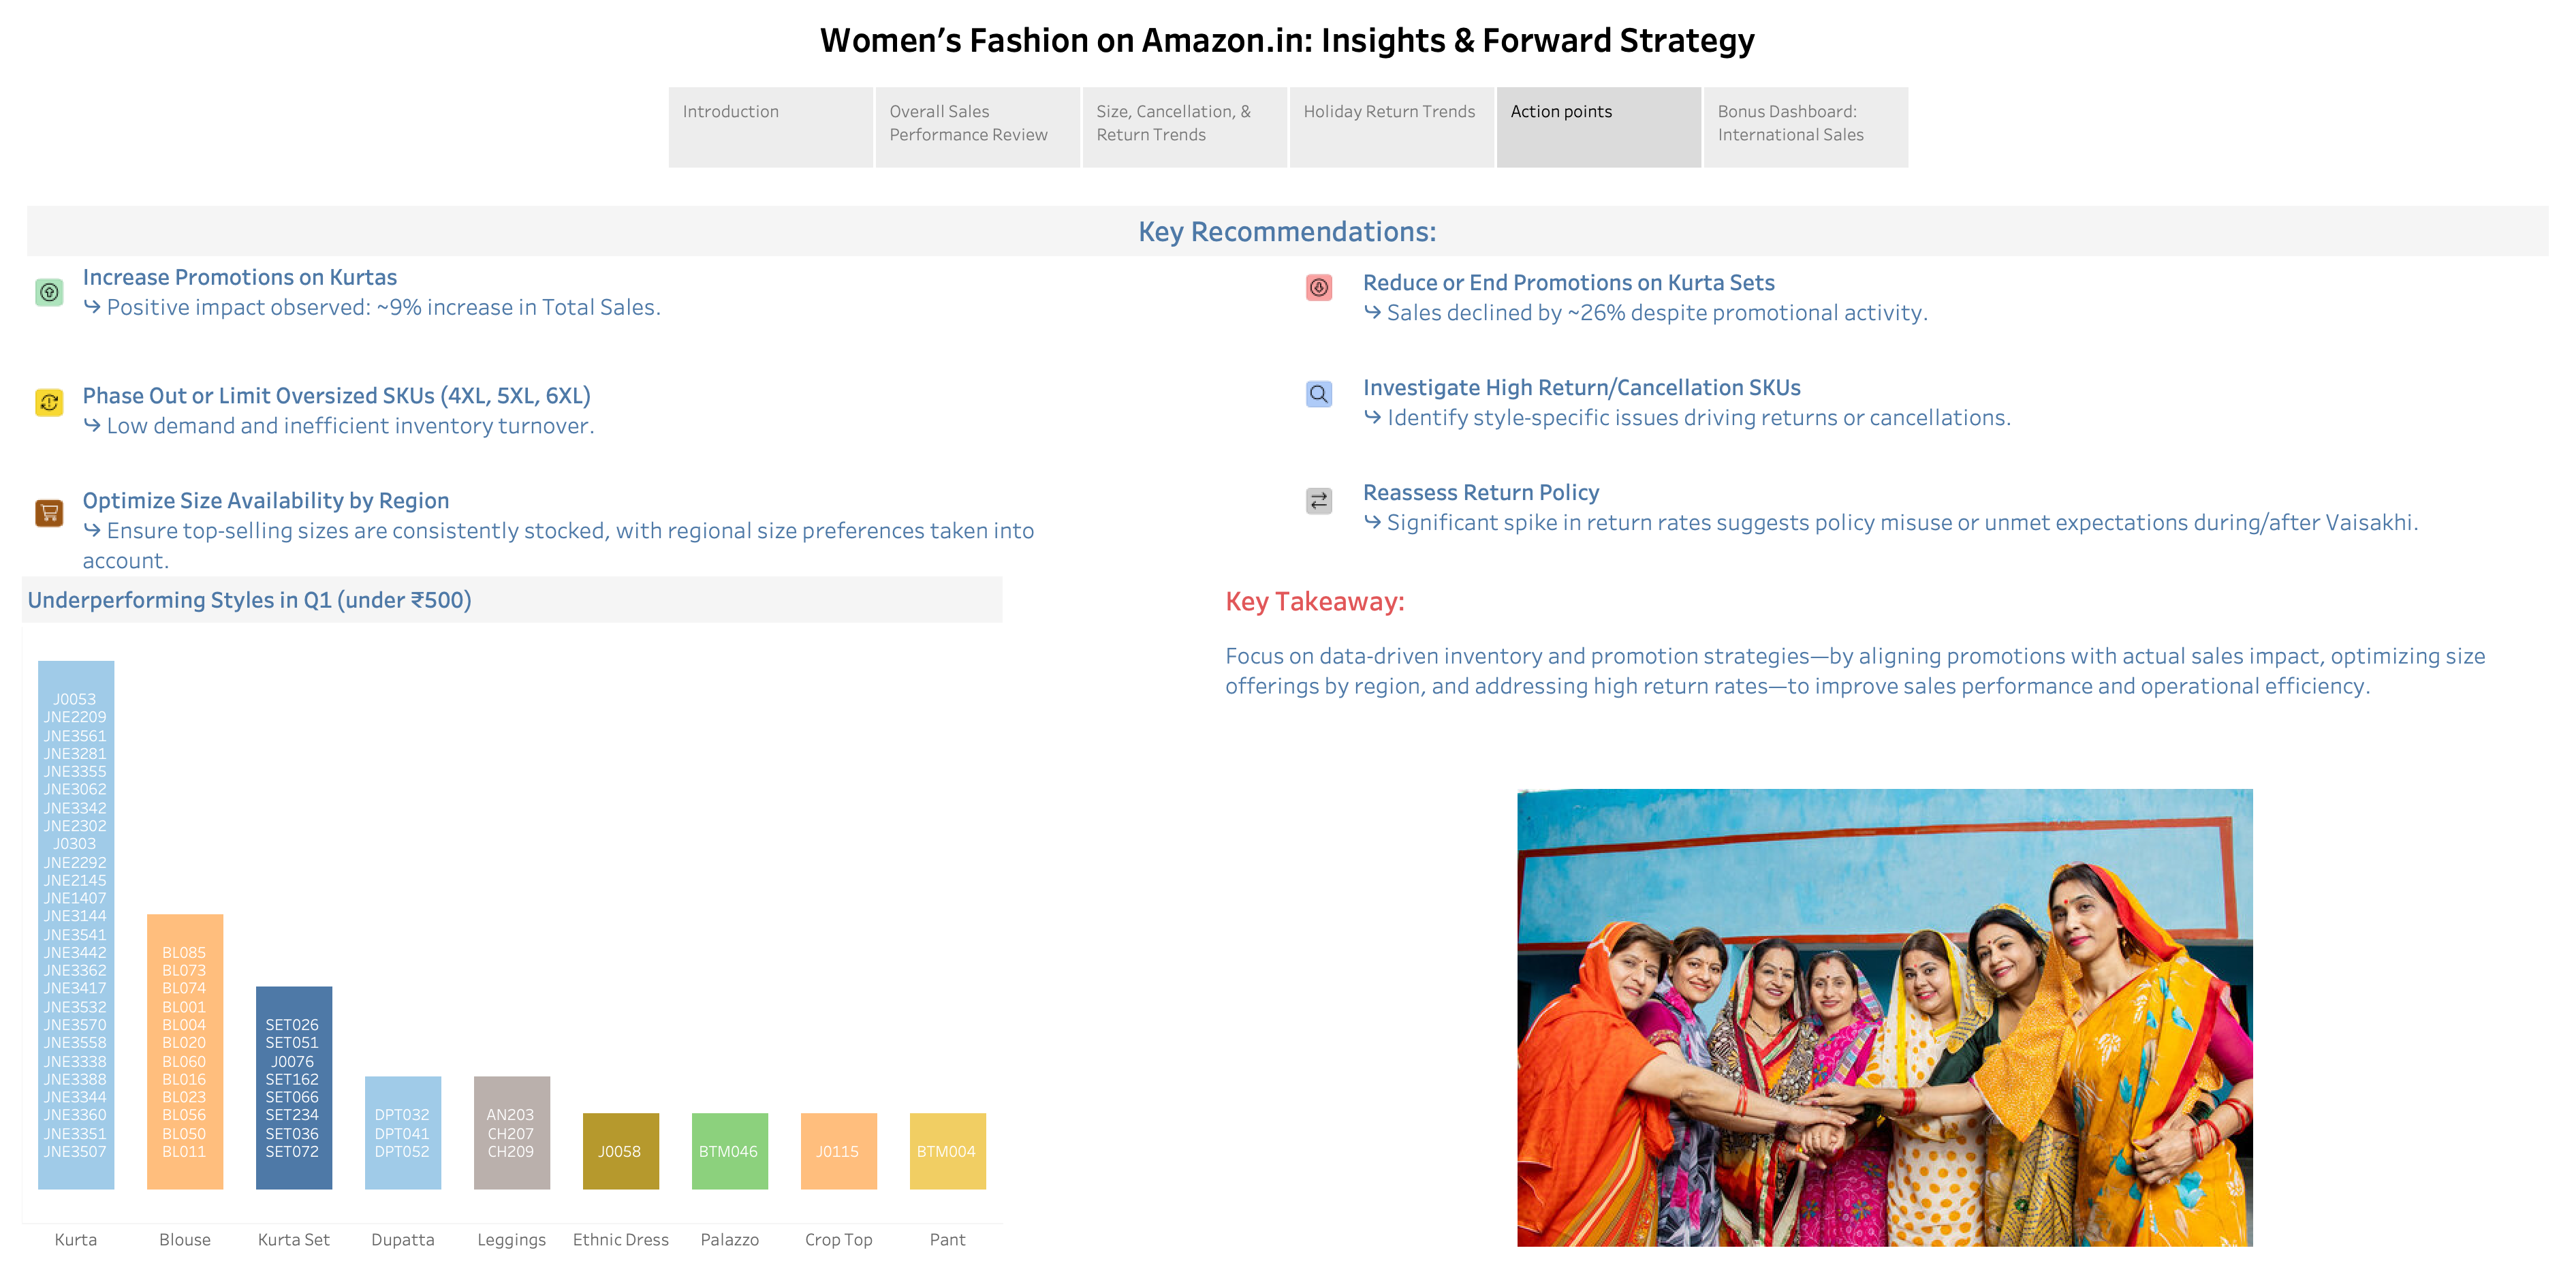 Women’s Fashion on Amazon.in: Insights & Forward Strategy
Introduction
Overall Sales
Performance Review
Size, Cancellation, &
Return Trends
Holiday Return Trends
Action points
Bonus Dashboard:
International Sales
Key Recommendations:
Increase Promotions on Kurtas
↪ Positive impact observed: ~9% increase in Total Sales.
Phase Out or Limit Oversized SKUs (4XL, 5XL, 6XL)
↪ Low demand and inefficient inventory turnover.
Optimize Size Availability by Region
↪ Ensure top-selling sizes are consistently stocked, with regional size preferences taken into
account.
Reduce or End Promotions on Kurta Sets
↪ Sales declined by ~26% despite promotional activity.
Investigate High Return/Cancellation SKUs
↪ Identify style-specific issues driving returns or cancellations.
Reassess Return Policy
↪ Significant spike in return rates suggests policy misuse or unmet expectations during/after Vaisakhi.
Underperforming Styles in Q1 (under ₹500)
J0053
JNE2209
JNE3561
JNE3281
JNE3355
JNE3062
JNE3342
JNE2302
J0303
JNE2292
JNE2145
JNE1407
JNE3144
JNE3541
JNE3442
JNE3362
JNE3417
JNE3532
JNE3570
JNE3558
JNE3338
JNE3388
JNE3344
JNE3360
JNE3351
JNE3507
BL085
BL073
BL074
BL001
BL004
BL020
BL060
BL016
BL023
BL056
BL050
BL011
SET026
SET051
J0076
SET162
SET066
SET234
SET036
SET072
DPT032
DPT041
DPT052
AN203
CH207
CH209
J0058
BTM046
J0115
BTM004
Kurta
Blouse
Kurta Set
Dupatta
Leggings
Ethnic Dress
Palazzo
Crop Top
Pant
Key Takeaway:
Focus on data-driven inventory and promotion strategies—by aligning promotions with actual sales impact, optimizing size
offerings by region, and addressing high return rates—to improve sales performance and operational efficiency.